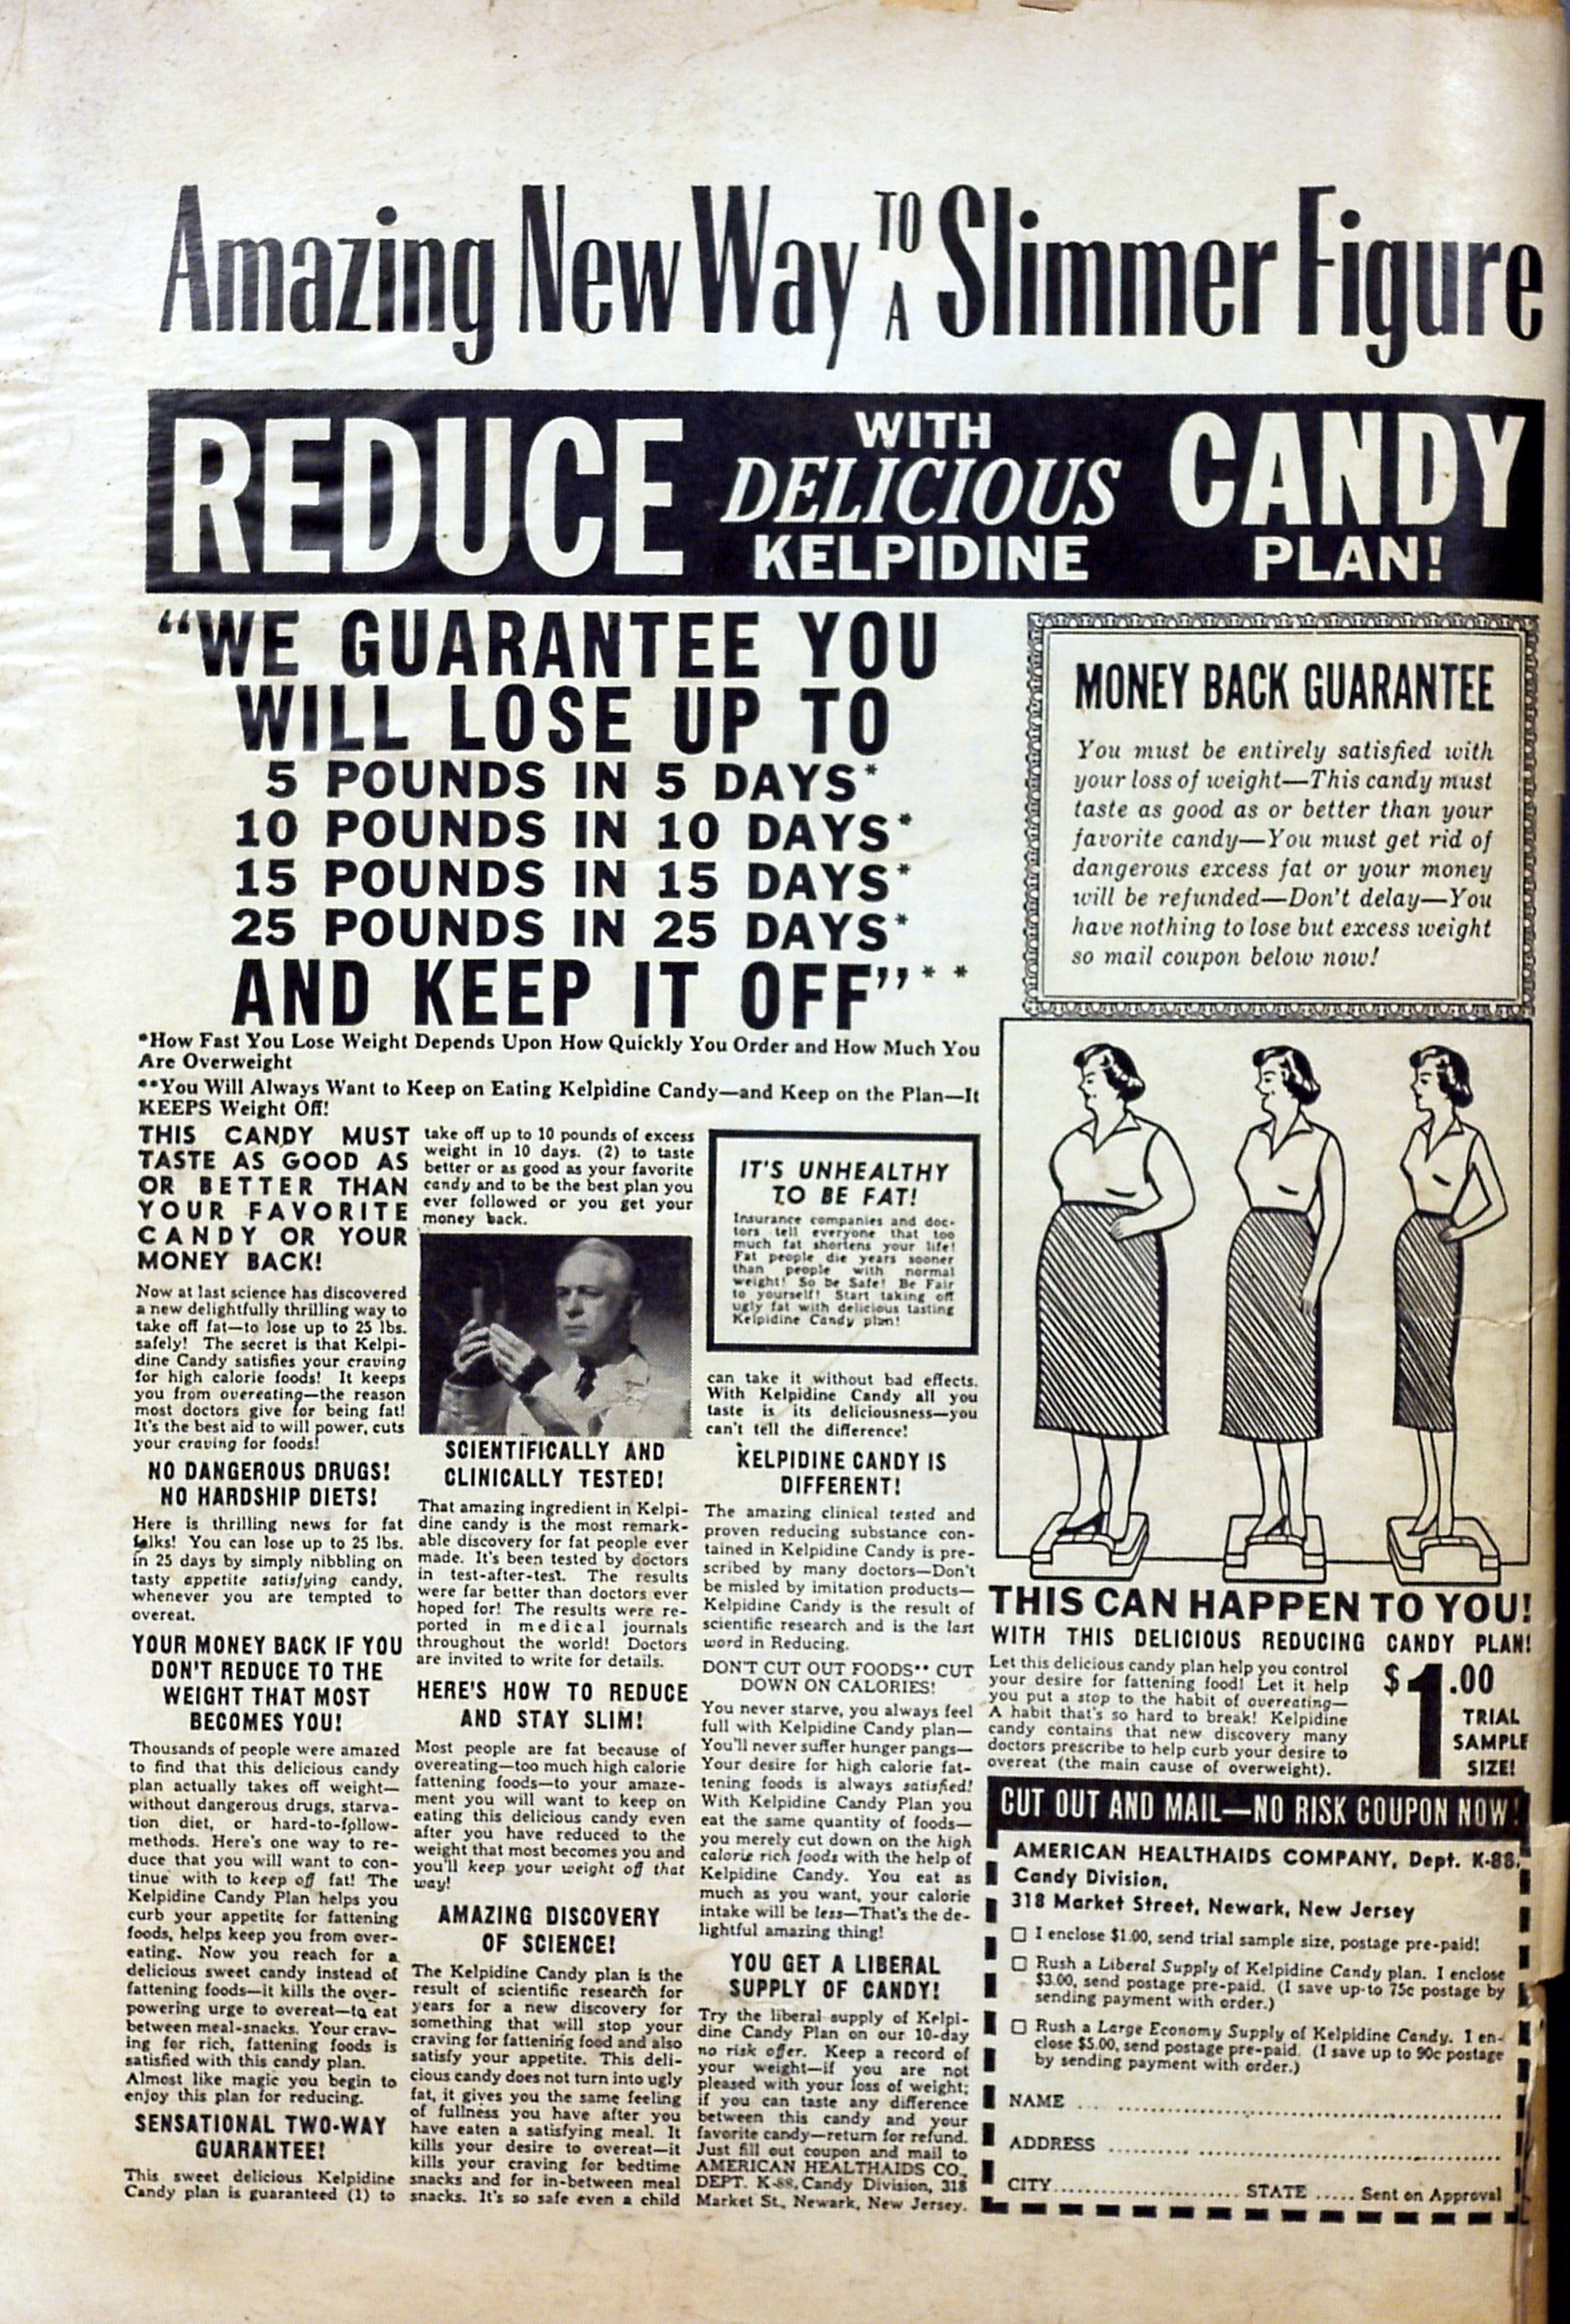 Amazing New Way TO A Slimmer Figure
REDUCE WITH DELICIOUS KELPIDINE CANDY PLAN!
"WE GUARANTEE YOU
WILL LOSE UP TO
5 POUNDS IN 5 DAYS*
10 POUNDS IN 10 DAYS*
15 POUNDS IN 15 DAYS*
25 POUNDS IN 25 DAYS*
AND KEEP IT OFF"**
*How Fast You Lose Weight Depends Upon How Quickly You Order and How Much You
Are Overweight
**You Will Always Want to Keep on Eating Kelpidine Candy—and Keep on the Plan—It
KEEPS Weight Off!
MONEY BACK GUARANTEE
You must be entirely satisfied with
your loss of weight—This candy must
taste as good as or better than your
favorite candy—You must get rid of
dangerous excess fat or your money
will be refunded—Don't delay—You
have nothing to lose but excess weight
so mail coupon below now!
THIS CANDY MUST
TASTE AS GOOD AS
OR BETTER THAN
YOUR FAVORITE
CANDY OR YOUR
MONEY BACK!
Now at last science has discovered
a new delightfully thrilling way to
take off fat—to lose up to 25 lbs.
safely! The secret is that Kelpi-
dine Candy satisfies your craving
for high calorie foods! It keeps
you from overeating—the reason
most doctors give for being fat!
It's the best aid to will power, cuts
your craving for foods!
NO DANGEROUS DRUGS!
NO HARDSHIP DIETS!
Here is thrilling news for fat
folks! You can lose up to 25 lbs.
in 25 days by simply nibbling on
tasty appetite satisfying candy,
whenever you are tempted to
overeat.
YOUR MONEY BACK IF YOU
DON'T REDUCE TO THE
WEIGHT THAT MOST
BECOMES YOU!
Thousands of people were amazed
to find that this delicious candy
plan actually takes off weight—
without dangerous drugs, starva-
tion diet, or hard-to-follow-
methods. Here's one way to re-
duce that you will want to con-
tinue with to keep off fat! The
Kelpidine Candy Plan helps you
curb your appetite for fattening
foods, helps keep you from over-
eating. Now you reach for a
delicious sweet candy instead of
fattening foods—it kills the over-
powering urge to overeat—to eat
between meal-snacks. Your crav-
ing for rich, fattening foods is
satisfied with this candy plan.
Almost like magic you begin to
enjoy this plan for reducing.
SENSATIONAL TWO-WAY
GUARANTEE!
This sweet delicious Kelpidine
Candy plan is guaranteed (1) to
take off up to 10 pounds of excess
weight in 10 days. (2) to taste
better or as good as your favorite
candy and to be the best plan you
ever followed or you get your
money back.
SCIENTIFICALLY AND
CLINICALLY TESTED!
That amazing ingredient in Kelpi-
dine candy is the most remark-
able discovery for fat people ever
made. It's been tested by doctors
in test-after-test. The results
were far better than doctors ever
hoped for! The results were re-
ported in medical journals
throughout the world! Doctors
are invited to write for details.
HERE'S HOW TO REDUCE
AND STAY SLIM!
Most people are fat because of
overeating—too much high calorie
fattening foods—to your amaze-
ment you will want to keep on
eating this delicious candy even
after you have reduced to the
weight that most becomes you and
you'll keep your weight off that
way!
AMAZING DISCOVERY
OF SCIENCE!
The Kelpidine Candy plan is the
result of scientific research for
years for a new discovery for
something that will stop your
craving for fattening food and also
satisfy your appetite. This deli-
cious candy does not turn into ugly
fat, it gives you the same feeling
of fullness you have after you
have eaten a satisfying meal. It
kills your desire to overeat—it
kills your craving for bedtime
snacks and for in-between meal
snacks. It's so safe even a child
IT'S UNHEALTHY
TO BE FAT!
Insurance companies and doc-
tors tell everyone that too
much fat shortens your life!
Fat people die years sooner
than people with normal
weight! So be Safe! Be Fair
to yourself! Start taking off
ugly fat with delicious tasting
Kelpidine Candy plan!
can take it without bad effects.
With Kelpidine Candy all you
taste is its deliciousness—you
can't tell the difference!
KELPIDINE CANDY IS
DIFFERENT!
The amazing clinical tested and
proven reducing substance con-
tained in Kelpidine Candy is pre-
scribed by many doctors—Don't
be misled by imitation products—
Kelpidine Candy is the result of
scientific research and is the last
word in Reducing.
DON'T CUT OUT FOODS** CUT
DOWN ON CALORIES!
You never starve, you always feel
full with Kelpidine Candy plan—
You'll never suffer hunger pangs—
Your desire for high calorie fat-
tening foods is always satisfied!
With Kelpidine Candy Plan you
eat the same quantity of foods—
you merely cut down on the high
calorie rich foods with the help of
Kelpidine Candy. You eat as
much as you want, your calorie
intake will be less—That's the de-
lightful amazing thing!
YOU GET A LIBERAL
SUPPLY OF CANDY!
Try the liberal supply of Kelpi-
dine Candy Plan on our 10-day
no risk offer. Keep a record of
your weight—if you are not
pleased with your loss of weight;
if you can taste any difference
between this candy and your
favorite candy—return for refund.
Just fill out coupon and mail to
AMERICAN HEALTHAIDS CO.,
DEPT. K-88, Candy Division, 318
Market St., Newark, New Jersey.
THIS CAN HAPPEN TO YOU!
WITH THIS DELICIOUS REDUCING CANDY PLAN!
Let this delicious candy plan help you control
your desire for fattening food! Let it help
you put a stop to the habit of overeating—
A habit that's so hard to break! Kelpidine
candy contains that new discovery many
doctors prescribe to help curb your desire to
overeat (the main cause of overweight).
$1.00
TRIAL
SAMPLE
SIZE!
CUT OUT AND MAIL—NO RISK COUPON NOW!
AMERICAN HEALTHAIDS COMPANY, Dept. K-88,
Candy Division,
318 Market Street, Newark, New Jersey
☐ I enclose $1.00, send trial sample size, postage pre-paid!
☐ Rush a Liberal Supply of Kelpidine Candy plan. I enclose
$3.00, send postage pre-paid. (I save up-to 75c postage by
sending payment with order.)
☐ Rush a Large Economy Supply of Kelpidine Candy. I en-
close $5.00, send postage pre-paid. (I save up to 90c postage
by sending payment with order.)
NAME
ADDRESS
CITY STATE Sent on Approval